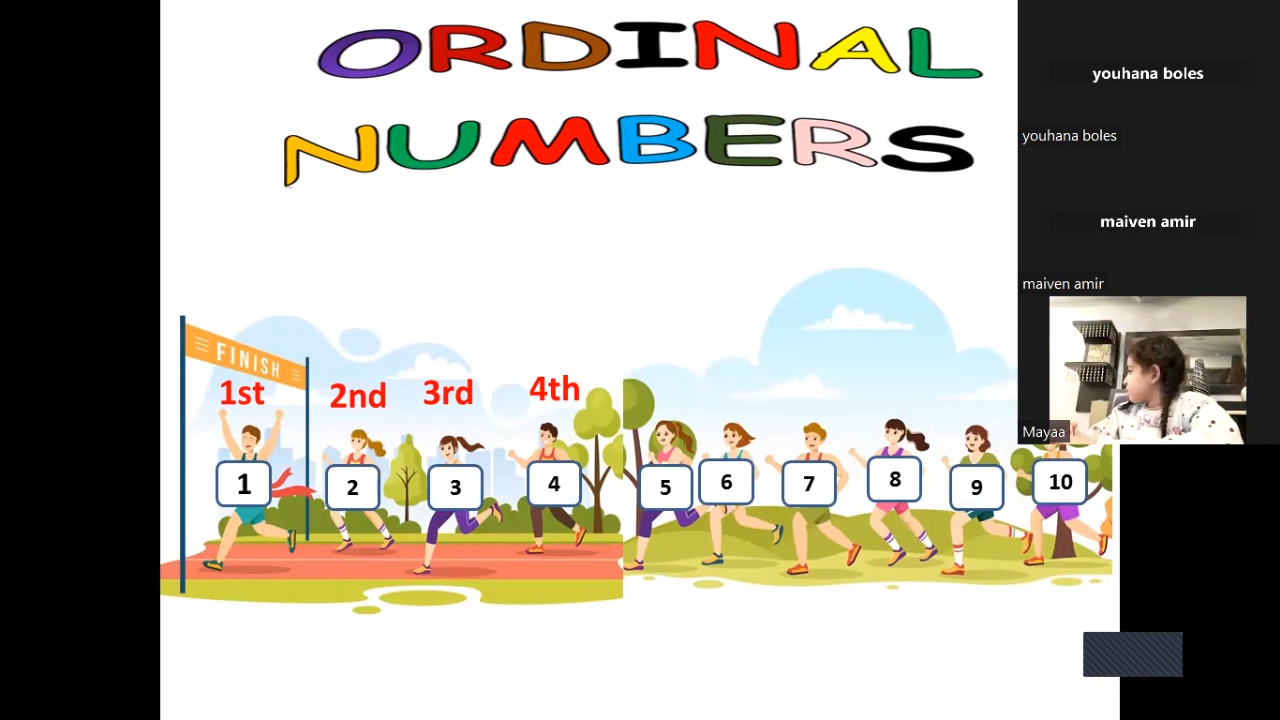 ORDINAL
NUMBERS
FINISH
1st 2nd 3rd 4th
1 2 3 4 5 6 7 8 9 10
youhana boles
youhana boles
maiven amir
maiven amir
Mayaa